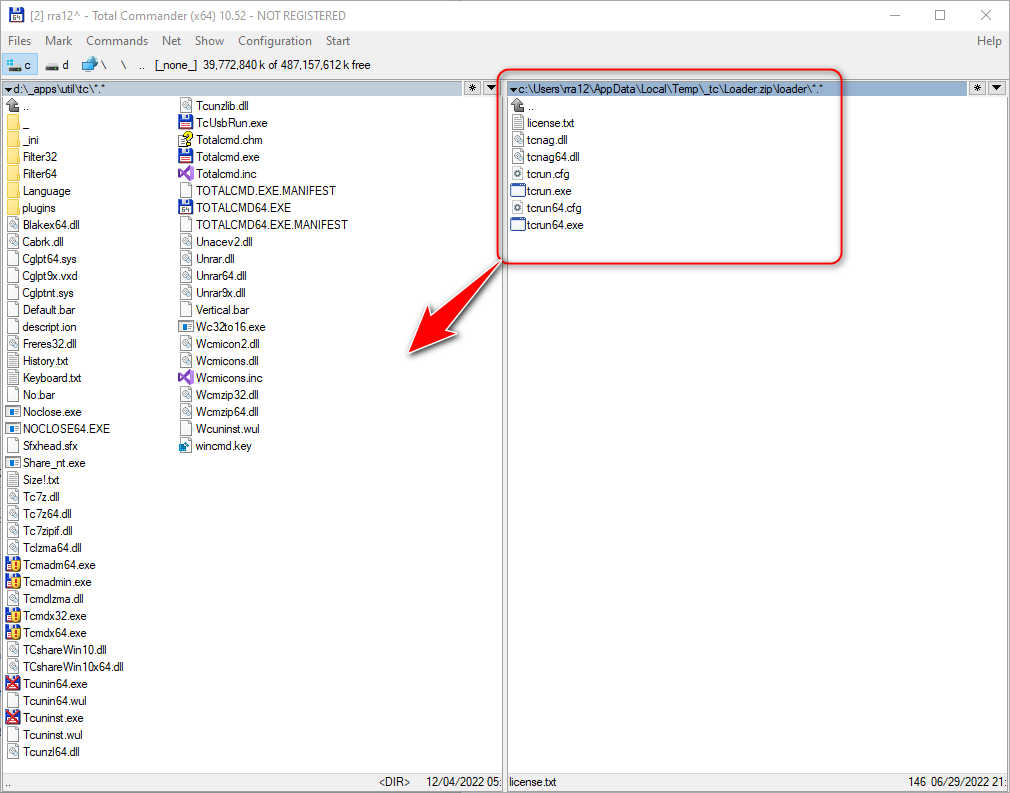 [2] rra12^ - Total Commander (x64) 10.52 - NOT REGISTERED
Files Mark Commands Net Show Configuration Start Help
c d \ \ .. [_none_] 39,772,840 k of 487,157,612 k free
d:\_apps\util\tc\*.*
* 
..
_
_ini
Filter32
Filter64
Language
plugins
Blakex64.dll
Cabrk.dll
Cglpt64.sys
Cglpt9x.vxd
Cglptnt.sys
Default.bar
descript.ion
Freres32.dll
History.txt
Keyboard.txt
No.bar
Noclose.exe
NOCLOSE64.EXE
Sfxhead.sfx
Share_nt.exe
Size!.txt
Tc7z.dll
Tc7z64.dll
Tc7zipif.dll
Tclzma64.dll
Tcmadm64.exe
Tcmadmin.exe
Tcmdlzma.dll
Tcmdx32.exe
Tcmdx64.exe
TCshareWin10.dll
TCshareWin10x64.dll
Tcunin64.exe
Tcunin64.wul
Tcuninst.exe
Tcuninst.wul
Tcunzl64.dll
Tcunzlib.dll
TcUsbRun.exe
Totalcmd.chm
Totalcmd.exe
Totalcmd.inc
TOTALCMD.EXE.MANIFEST
TOTALCMD64.EXE
TOTALCMD64.EXE.MANIFEST
Unacev2.dll
Unrar.dll
Unrar64.dll
Unrar9x.dll
Vertical.bar
Wc32to16.exe
Wcmicon2.dll
Wcmicons.dll
Wcmicons.inc
Wcmzip32.dll
Wcmzip64.dll
Wcuninst.wul
wincmd.key
.. <DIR> 12/04/2022 05:
c:\Users\rra12\AppData\Local\Temp\_tc\Loader.zip\loader\*.*
*
..
license.txt
tcnag.dll
tcnag64.dll
tcrun.cfg
tcrun.exe
tcrun64.cfg
tcrun64.exe
license.txt 146 06/29/2022 21: